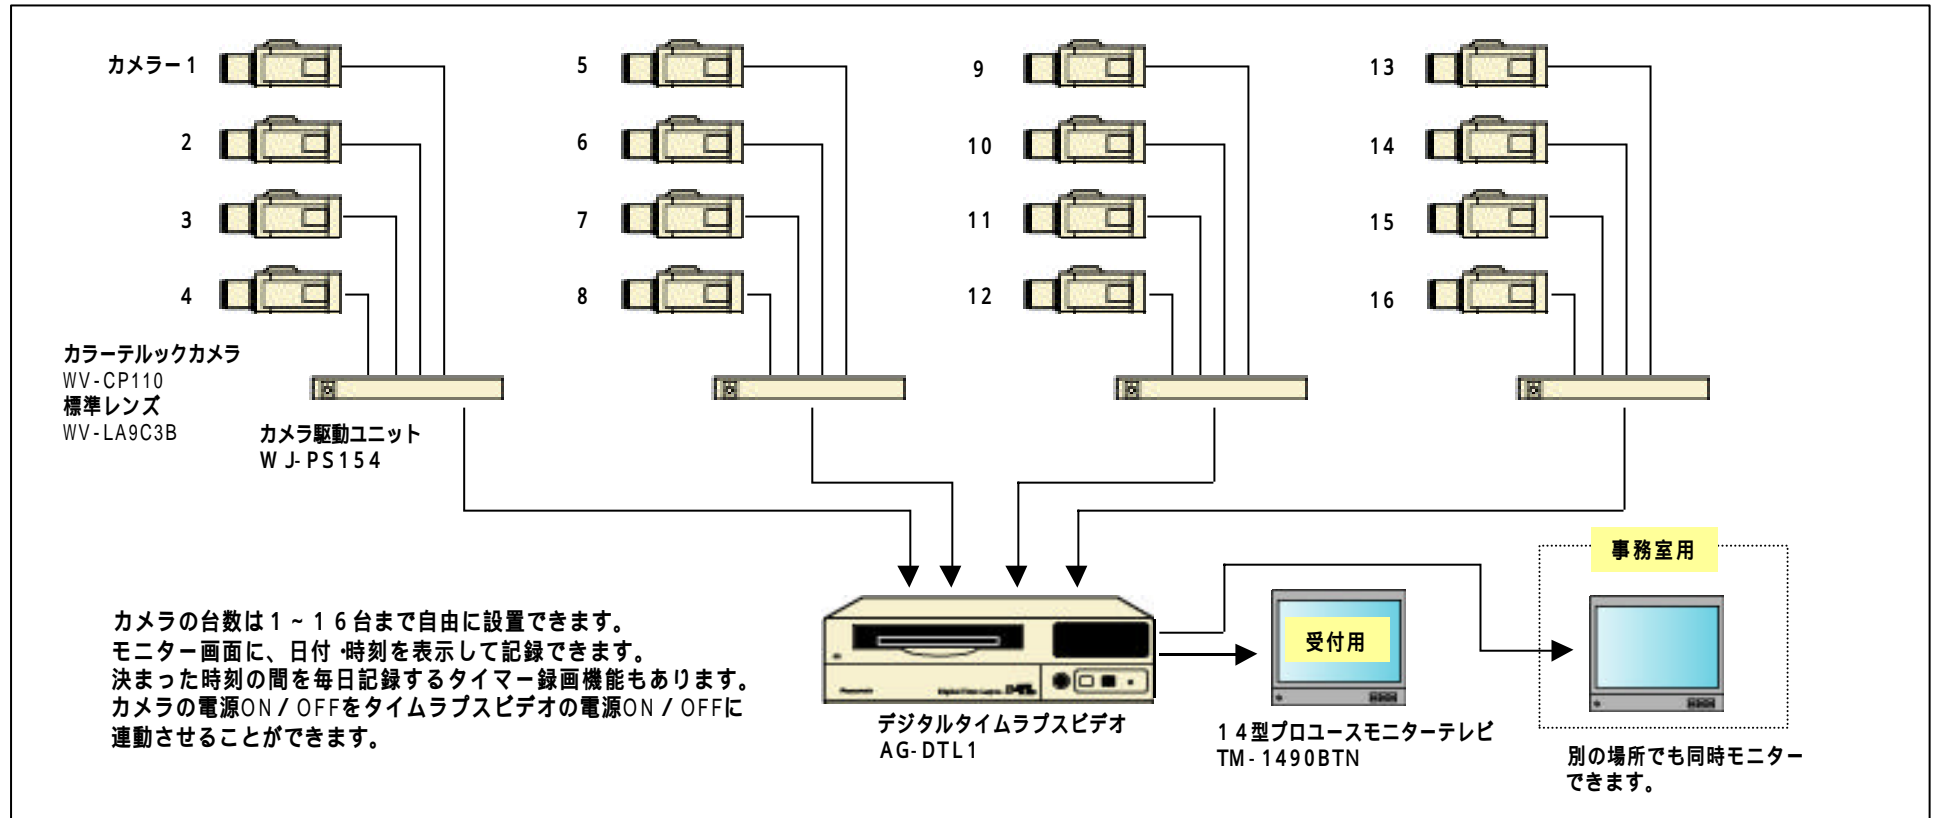 カメラー1
2
3
4
5
6
7
8
9
10
11
12
13
14
15
16
カラーテルックカメラ
WV-CP110
標準レンズ
WV-LA9C3B
カメラ駆動ユニット
WJ-PS154
カメラの台数は1~16台まで自由に設置できます。
モニター画面に、日付・時刻を表示して記録できます。
決まった時刻の間を毎日記録するタイマー録画機能もあります。
カメラの電源ON/OFFをタイムラプスビデオの電源ON/OFFに
連動させることができます。
Panasonic
デジタルタイムラプスビデオ
AG-DTL1
受付用
14型プロユースモニターテレビ
TM-1490BTN
事務室用
別の場所でも同時モニター
できます。